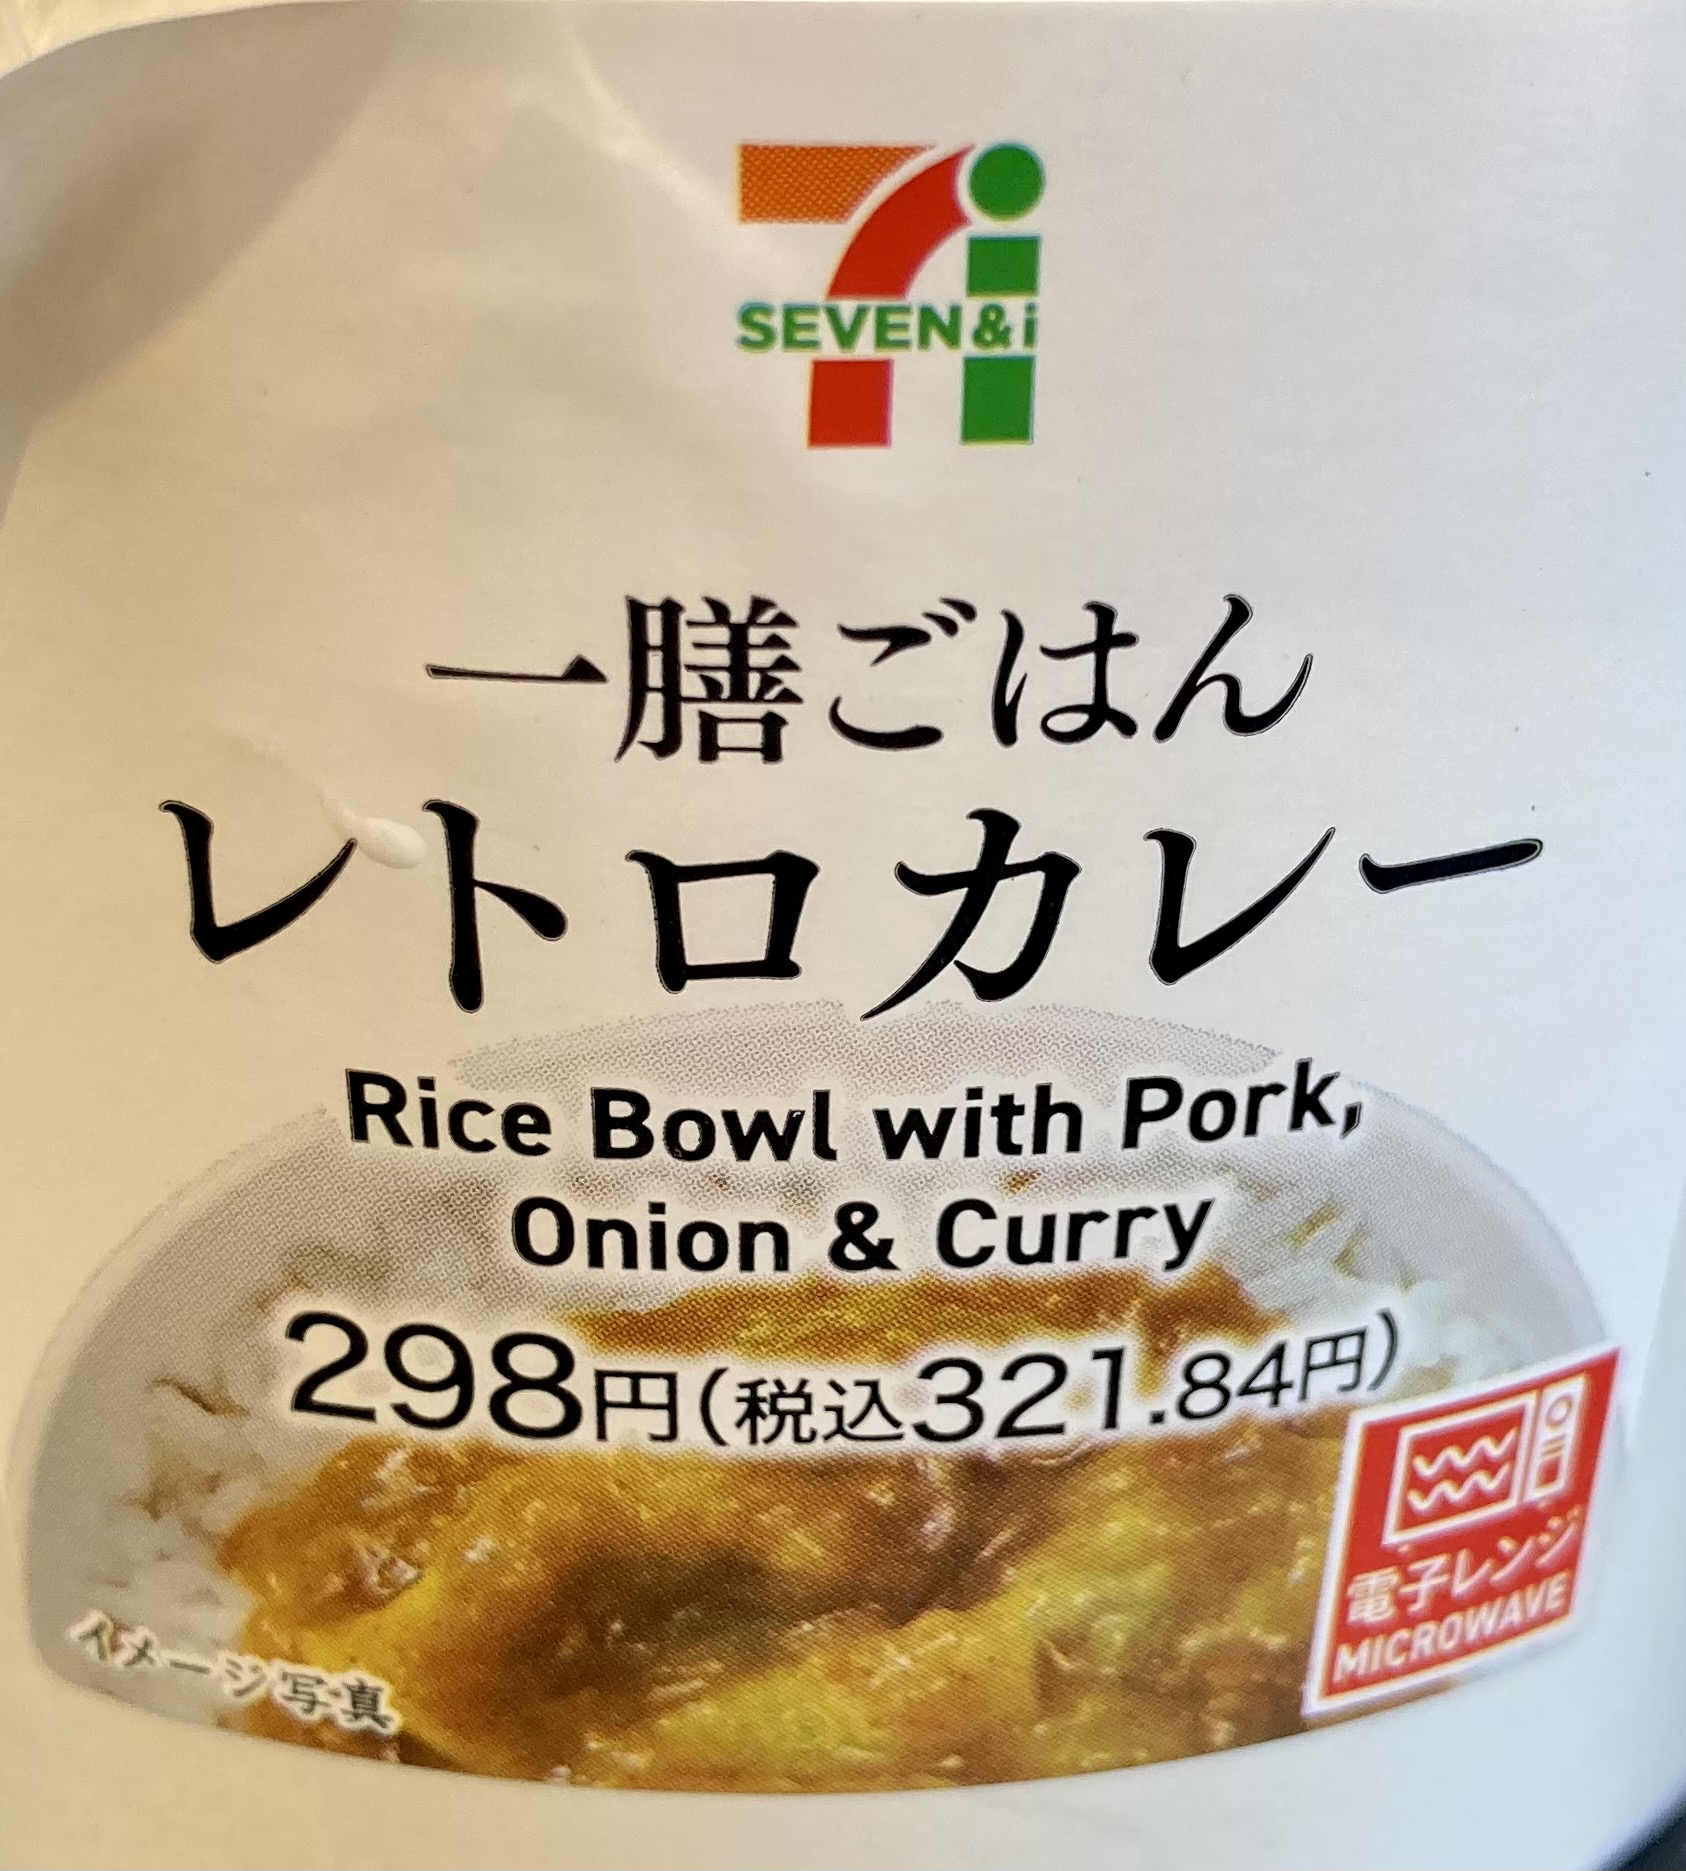 SEVEN&i
一膳ごはん
レトロカレー
Rice Bowl with Pork,
Onion & Curry
298円(税込321.84円)
電子レンジ
MICROWAVE
イメージ写真